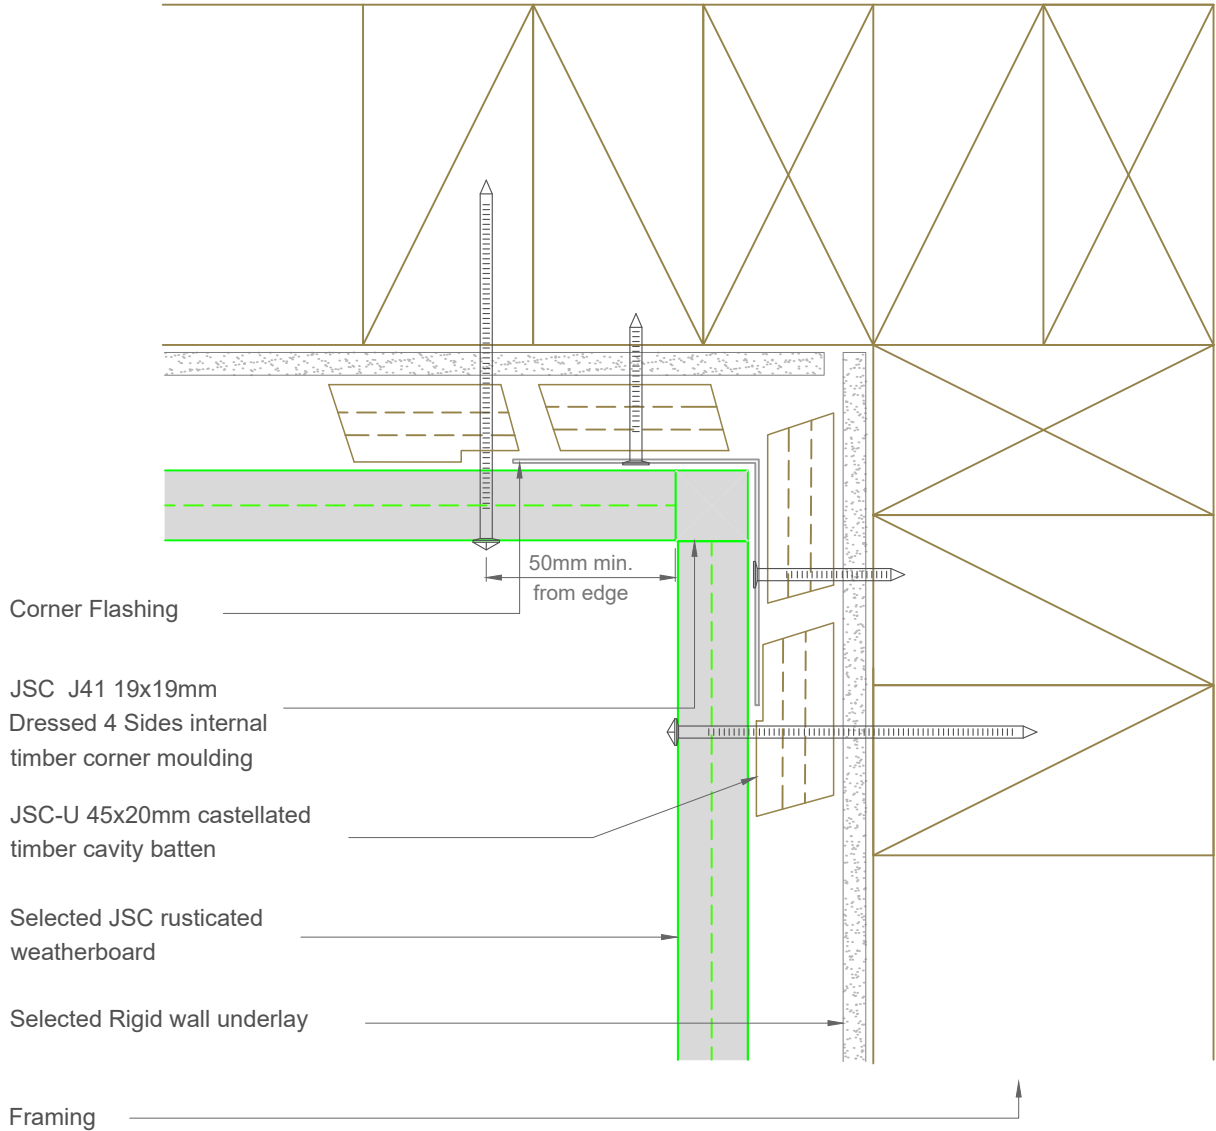 50mm min.
from edge
Corner Flashing
JSC J41 19x19mm
Dressed 4 Sides internal
timber corner moulding
JSC-U 45x20mm castellated
timber cavity batten
Selected JSC rusticated
weatherboard
Selected Rigid wall underlay
Framing